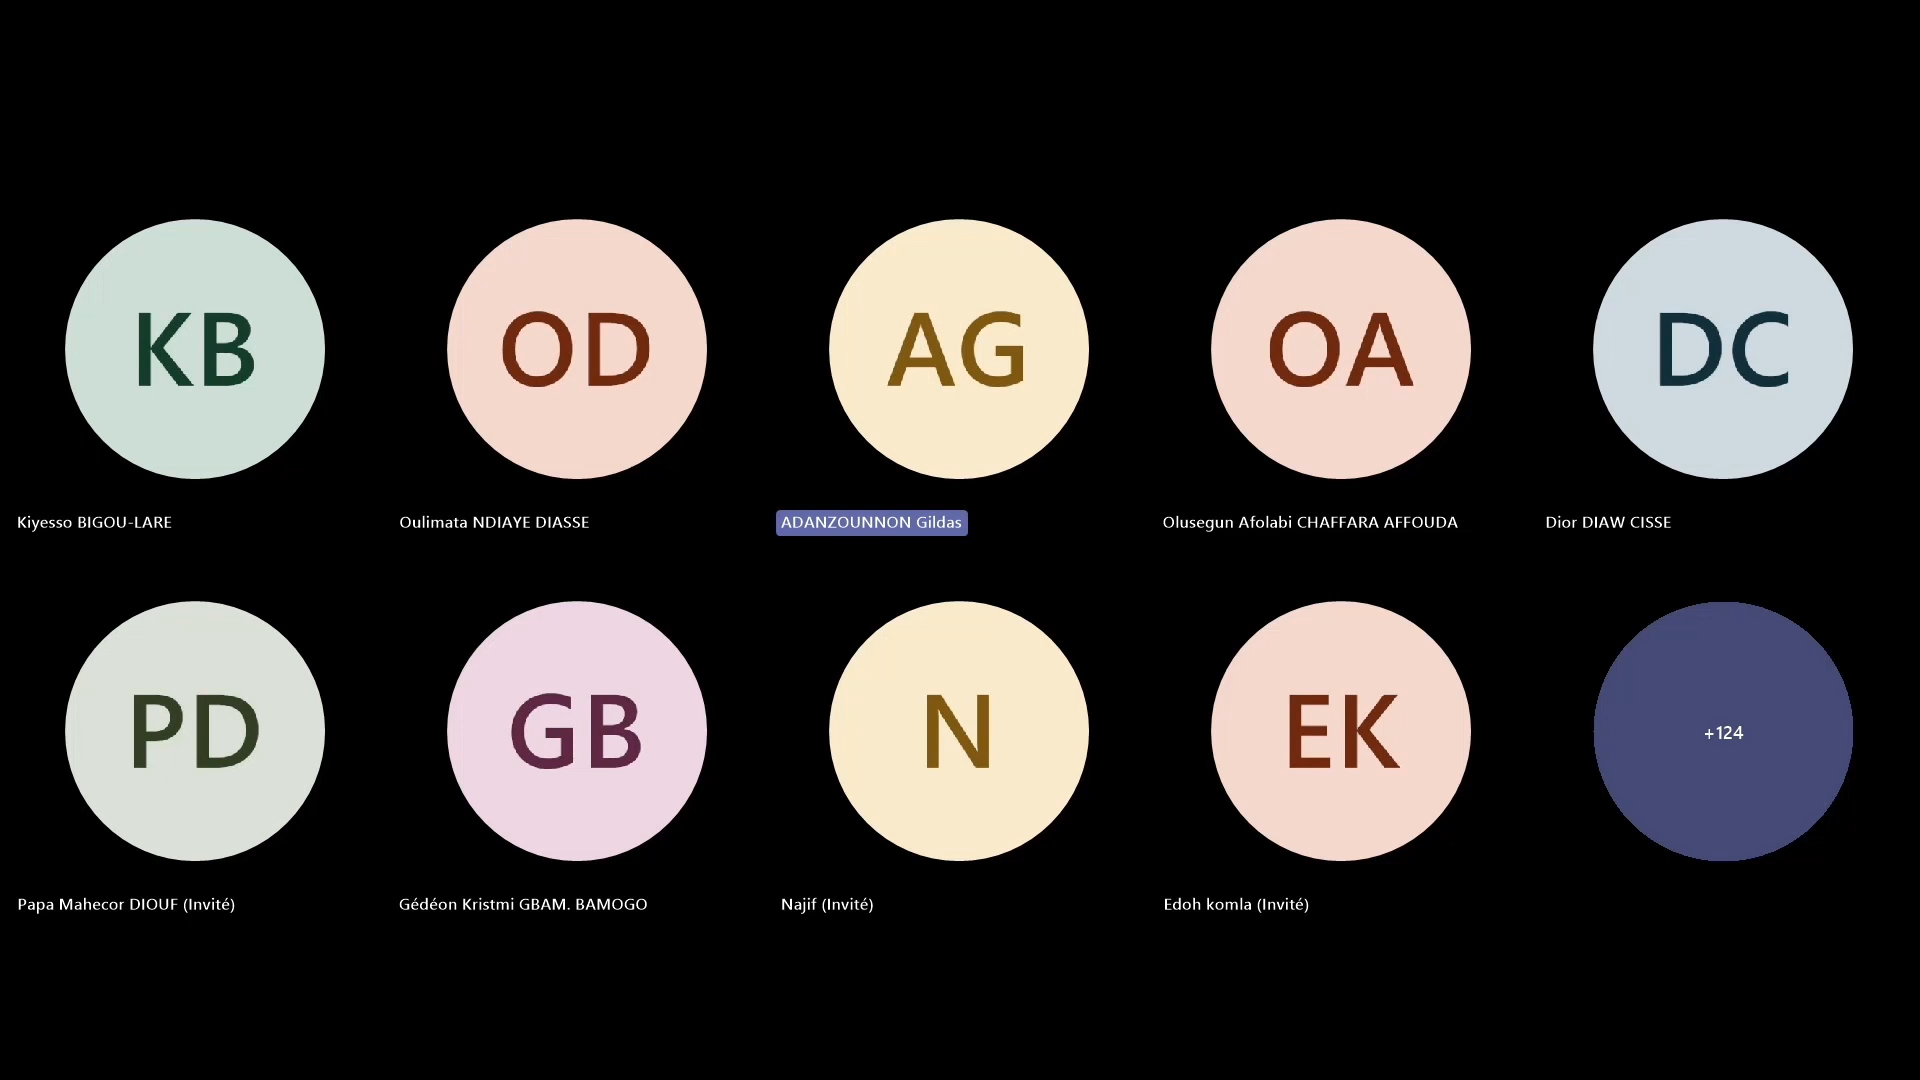 KB
OD
AG
OA
DC
Kiyesso BIGOU-LARE
Oulimata NDIAYE DIASSE
ADANZOUNNON Gildas
Olusegun Afolabi CHAFFARA AFFOUDA
Dior DIAW CISSE
PD
GB
N
EK
+124
Papa Mahecor DIOUF (Invité)
Gédéon Kristmi GBAM. BAMOGO
Najif (Invité)
Edoh komla (Invité)